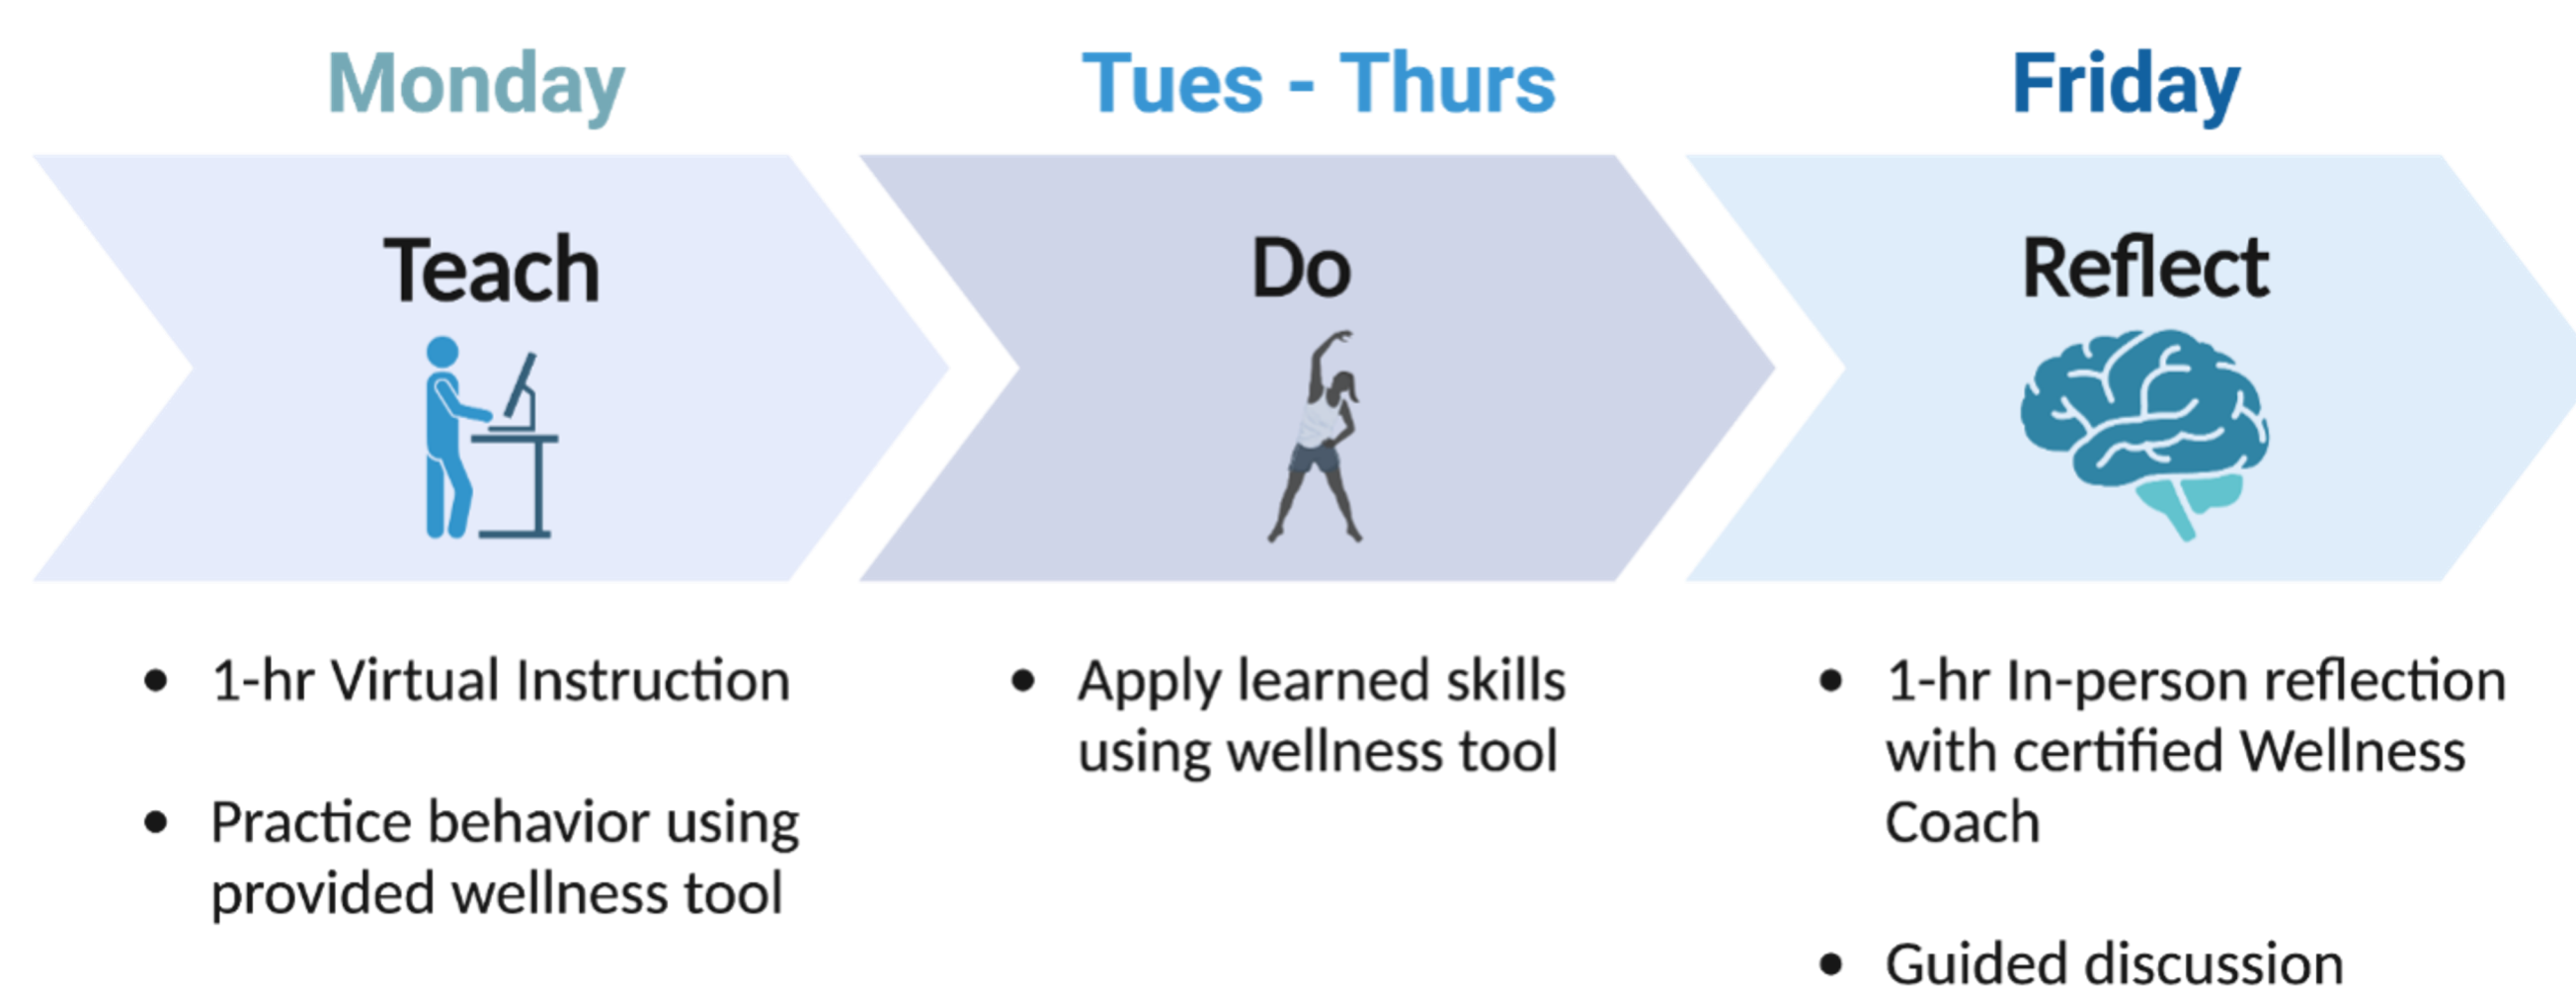 Monday
Teach
• 1-hr Virtual Instruction
• Practice behavior using
provided wellness tool
Tues - Thurs
Do
• Apply learned skills
using wellness tool
Friday
Reflect
• 1-hr In-person reflection
with certified Wellness
Coach
• Guided discussion